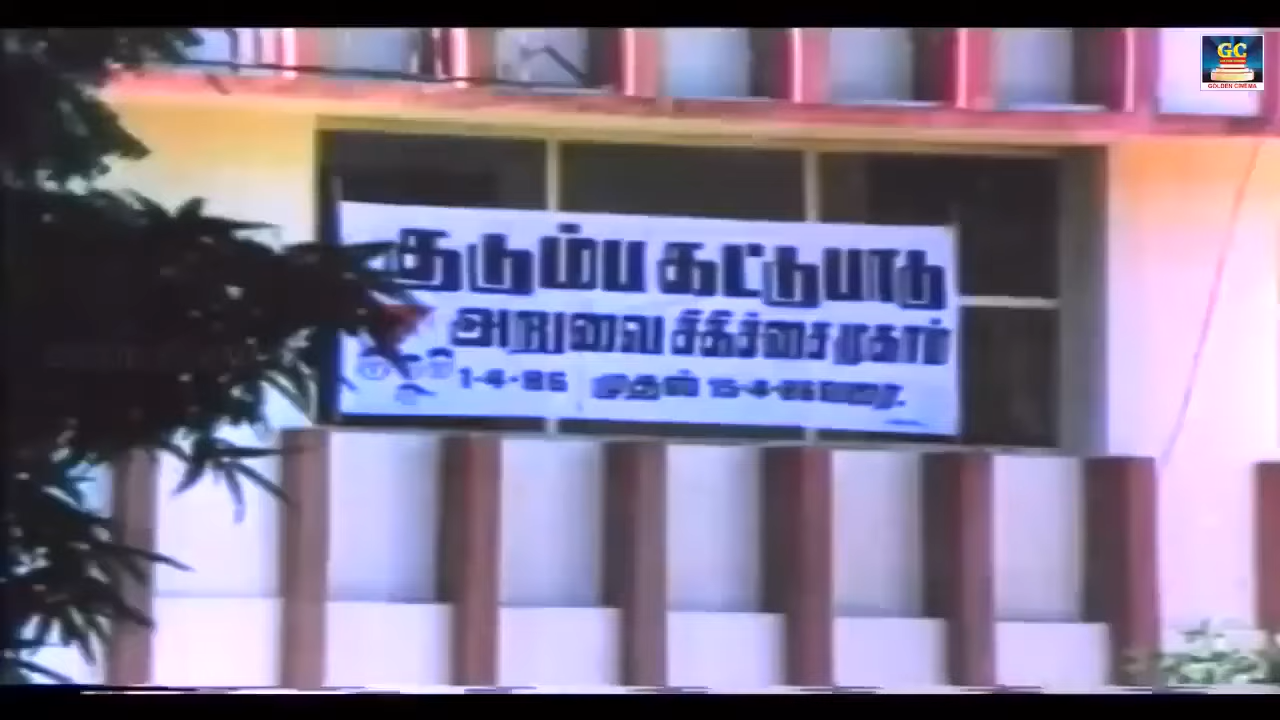 GC
GOLDEN CINEMA
குடும்ப கட்டுபாடு
அறுவை சிகிச்சை முகாம்
1-4-86 முதல் 15-4-86 வரை.